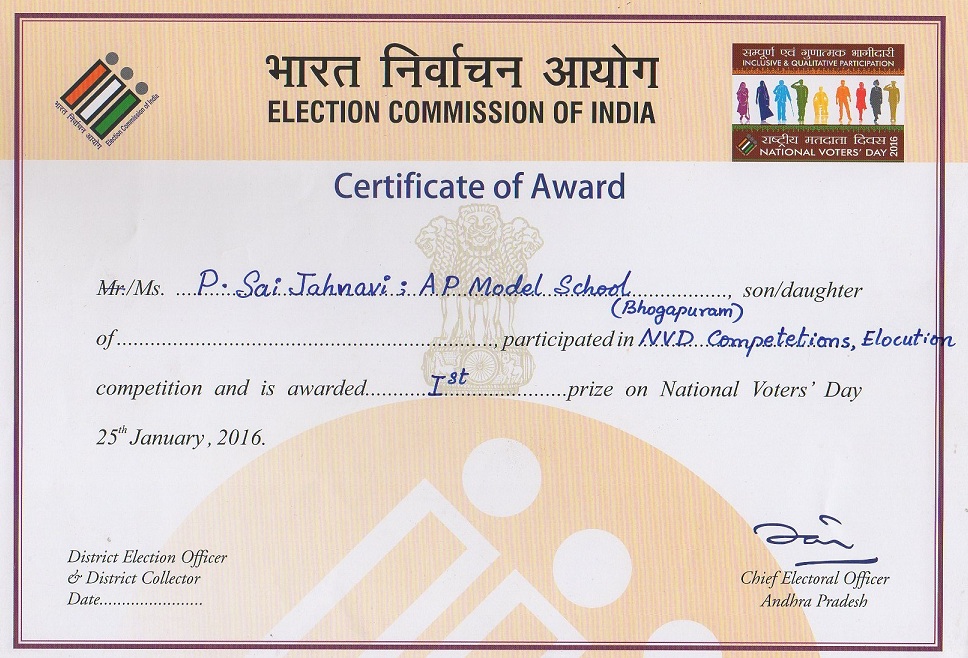 भारत निर्वाचन आयोग
ELECTION COMMISSION OF INDIA
भारत निर्वाचन आयोग
Election Commission of India
सम्पूर्ण एवं गुणात्मक भागीदारी
INCLUSIVE & QUALITATIVE PARTICIPATION
राष्ट्रीय मतदाता दिवस
NATIONAL VOTERS' DAY 2016
Certificate of Award
Mr./Ms. P. Sai Jahnavi : AP Model School, son/daughter
(Bhogapuram)
of, participated in NVD Competetions, Elocution
competition and is awarded Ist prize on National Voters' Day
25th January, 2016.
District Election Officer
& District Collector
Date
Chief Electoral Officer
Andhra Pradesh